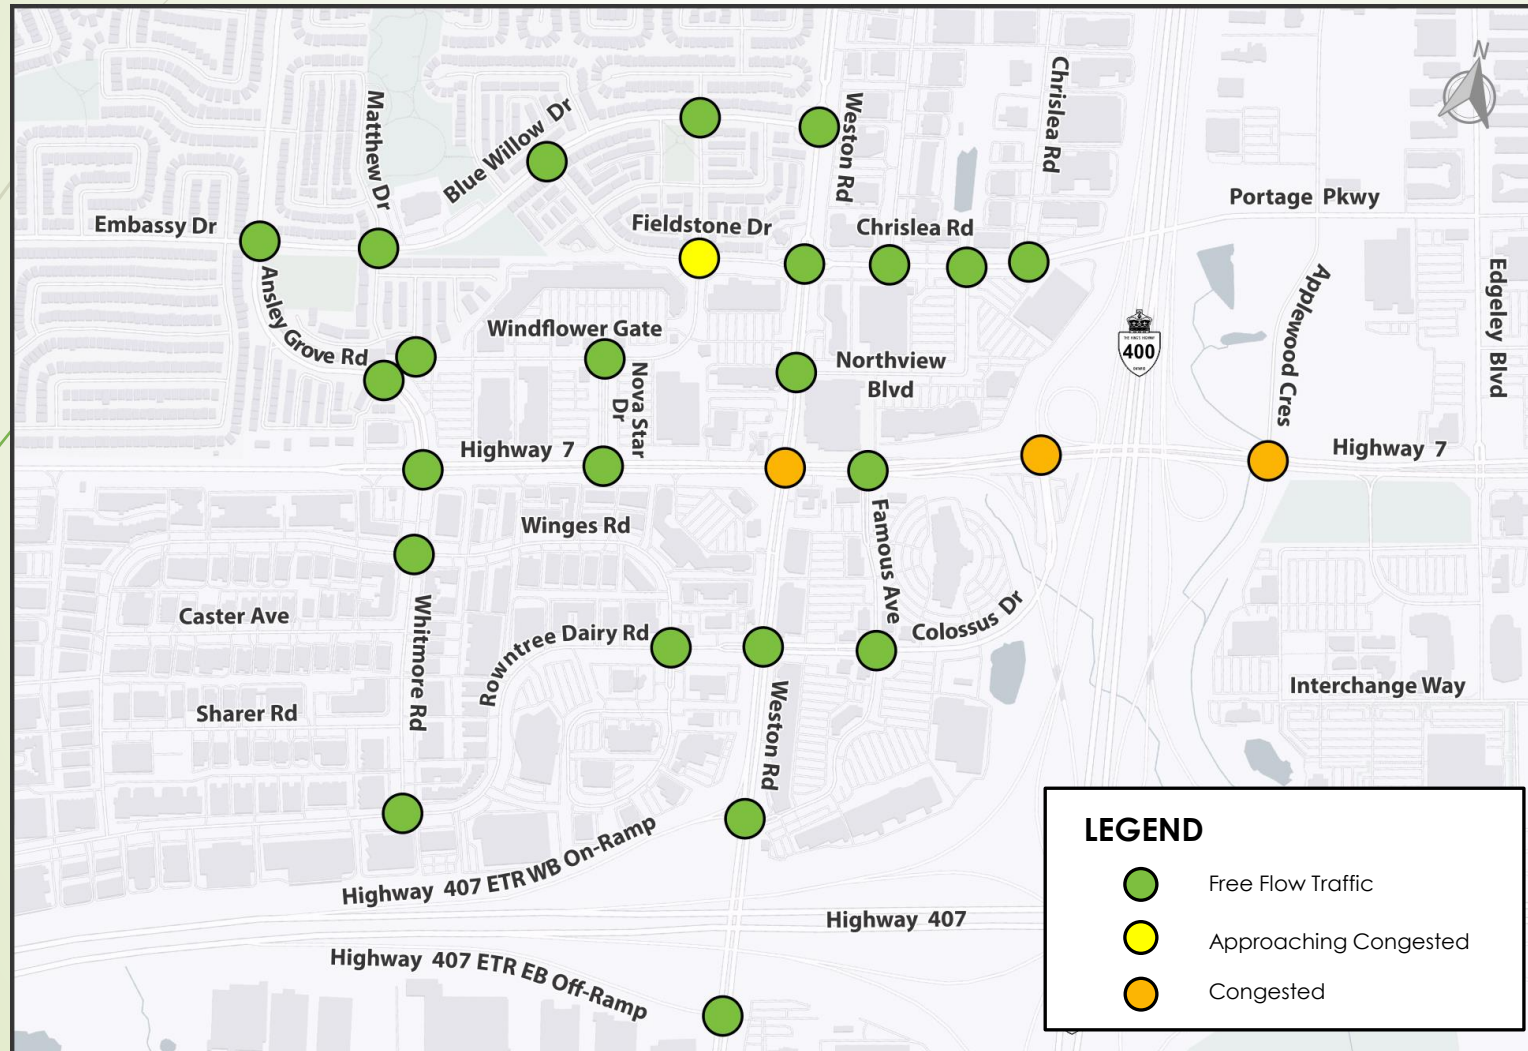 N
Matthew Dr
Blue Willow Dr
Weston Rd
Chrislea Rd
Portage Pkwy
Embassy Dr
Fieldstone Dr
Chrislea Rd
Ansley Grove Rd
Windflower Gate
Nova Star
Dr
Northview
Blvd
400
Applewood Cres
Edgeley Blvd
Highway 7
Highway 7
Winges Rd
Famous Ave
Caster Ave
Whitmore Rd
Rowntree Dairy Rd
Colossus Dr
Sharer Rd
Weston Rd
Interchange Way
Highway 407 ETR WB On-Ramp
Highway 407
Highway 407 ETR EB Off-Ramp
LEGEND
Free Flow Traffic
Approaching Congested
Congested